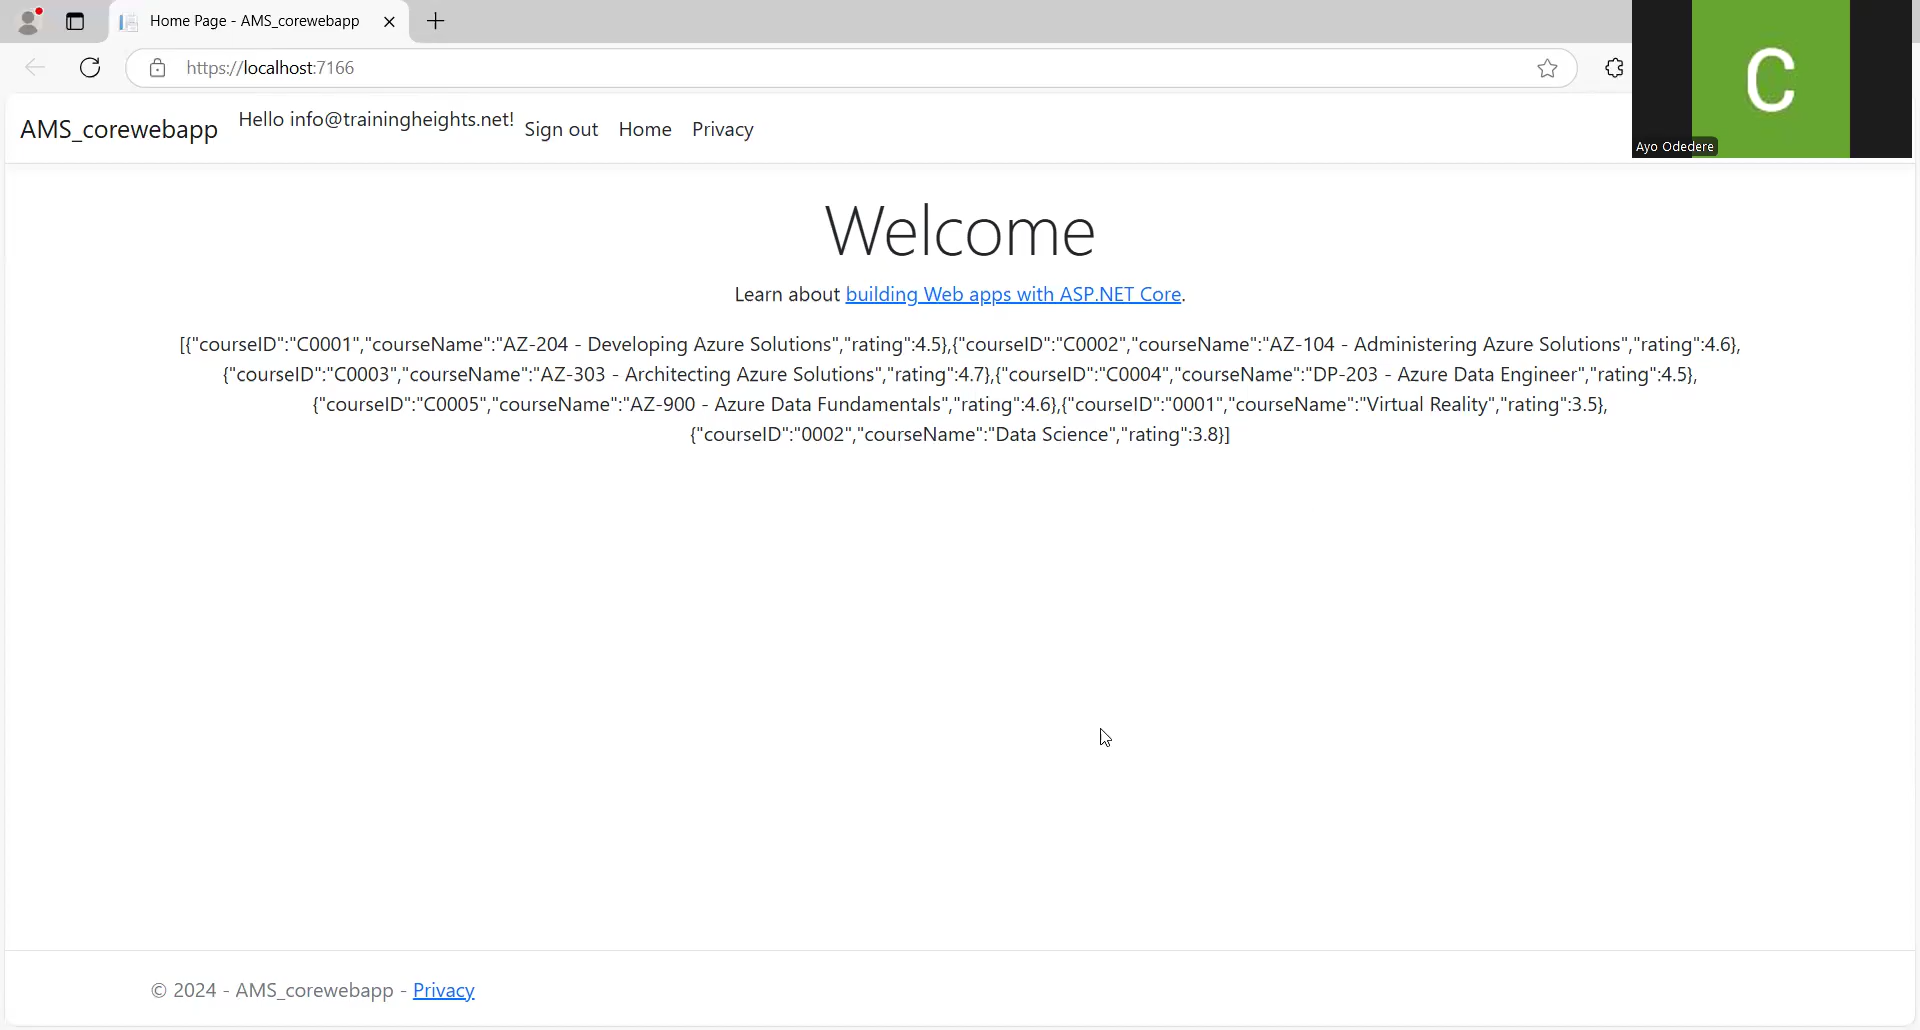 Home Page - AMS_corewebapp
https://localhost:7166
C
Ayo Odedere
AMS_corewebapp Hello info@trainingheights.net! Sign out Home Privacy
Welcome
Learn about building Web apps with ASP.NET Core.
[{"courseID":"C0001","courseName":"AZ-204 - Developing Azure Solutions","rating":4.5},{"courseID":"C0002","courseName":"AZ-104 - Administering Azure Solutions","rating":4.6},
{"courseID":"C0003","courseName":"AZ-303 - Architecting Azure Solutions","rating":4.7},{"courseID":"C0004","courseName":"DP-203 - Azure Data Engineer","rating":4.5},
{"courseID":"C0005","courseName":"AZ-900 - Azure Data Fundamentals","rating":4.6},{"courseID":"0001","courseName":"Virtual Reality","rating":3.5},
{"courseID":"0002","courseName":"Data Science","rating":3.8}]
© 2024 - AMS_corewebapp - Privacy